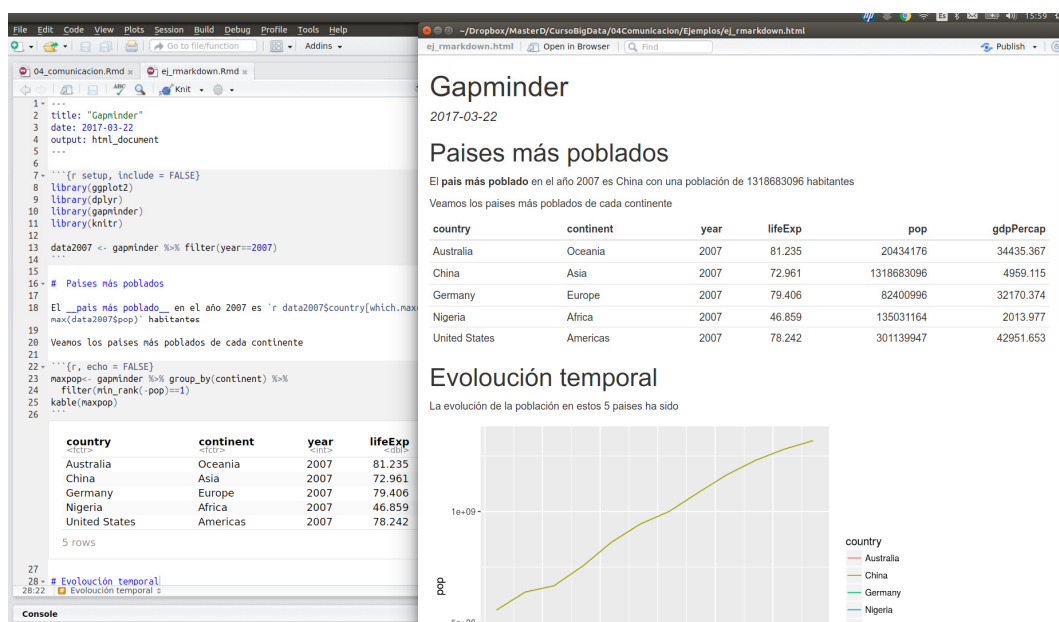 15:59
File Edit Code View Plots Session Build Debug Profile Tools Help
Go to file/function Addins
04_comunicacion.Rmd × ej_rmarkdown.Rmd ×
ABC Knit
1 ---
2 title: "Gapminder"
3 date: 2017-03-22
4 output: html_document
5 ---
6
7 ```{r setup, include = FALSE}
8 library(ggplot2)
9 library(dplyr)
10 library(gapminder)
11 library(knitr)
12
13 data2007 <- gapminder %>% filter(year==2007)
14 ```
15
16 # Paises más poblados
17
18 El __pais más poblado__ en el año 2007 es `r data2007$country[which.max
max(data2007$pop)` habitantes
19
20 Veamos los paises más poblados de cada continente
21
22 ```{r, echo = FALSE}
23 maxpop<- gapminder %>% group_by(continent) %>%
24 filter(min_rank(-pop)==1)
25 kable(maxpop)
26 ```
country continent year lifeExp
<fctr> <fctr> <int> <dbl>
Australia Oceania 2007 81.235
China Asia 2007 72.961
Germany Europe 2007 79.406
Nigeria Africa 2007 46.859
United States Americas 2007 78.242
5 rows
27
28 # Evoloución temporal
28:22 Evoloución temporal
Console
~/Dropbox/MasterD/CursoBigData/04Comunicacion/Ejemplos/ej_rmarkdown.html
ej_rmarkdown.html Open in Browser Find Publish
Gapminder
2017-03-22
Paises más poblados
El pais más poblado en el año 2007 es China con una población de 1318683096 habitantes
Veamos los paises más poblados de cada continente
country continent year lifeExp pop gdpPercap
Australia Oceania 2007 81.235 20434176 34435.367
China Asia 2007 72.961 1318683096 4959.115
Germany Europe 2007 79.406 82400996 32170.374
Nigeria Africa 2007 46.859 135031164 2013.977
United States Americas 2007 78.242 301139947 42951.653
Evoloución temporal
La evolución de la población en estos 5 paises ha sido
1e+09
pop
country
Australia
China
Germany
Nigeria